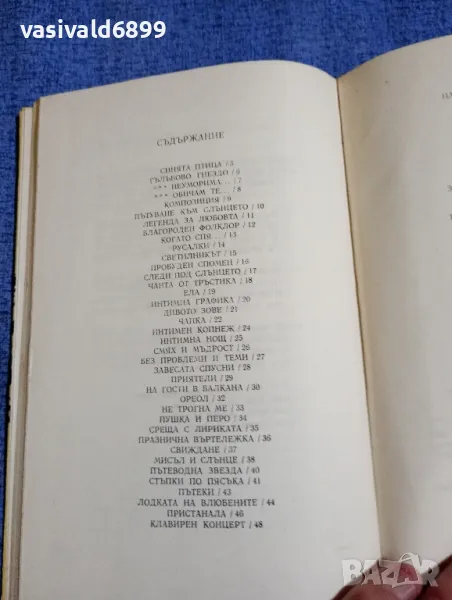 vasivald6899
СЪДЪРЖАНИЕ
СИНЯТА ПТИЦА / 5
ГЪЛЪБОВО ГНЕЗДО / 6
*** НЕУМОРИМА .. / 7
*** ОБИЧАМ ТЕ... / 8
КОМПОЗИЦИЯ / 9
ПЪТУВАНЕ КЪМ СЛЪНЦЕТО / 10
ЛЕГЕНДА ЗА ЛЮБОВТА / 11
БЛАГОРОДЕН ФОЛКЛОР / 12
КОГАТО СПЯ... / 13
РУСАЛКИ / 14
СВЕТИЛНИКЪТ / 15
ПРОБУДЕН СПОМЕН / 16
СЛЕДИ ПОД СЛЪНЦЕТО / 17
ЧАНТА ОТ ТРЪСТИКА / 18
ЕЛА / 19
ИНТИМНА ГРАФИКА / 20
ДИВОТО ЗОВЕ / 21
ЧАПКА / 22
ИНТИМЕН КОПНЕЖ / 24
ИНТИМНА НОЩ / 25
СМЯХ И МЪДРОСТ / 26
БЕЗ ПРОБЛЕМИ И ТЕМИ / 27
ЗАВЕСАТА СПУСНИ / 28
ПРИЯТЕЛИ / 29
НА ГОСТИ В БАЛКАНА / 30
ОРЕОЛ / 32
НЕ ТРОГНА МЕ / 33
ПУШКА И ПЕРО / 34
СРЕЩА С ЛИРИКАТА / 35
ПРАЗНИЧНА ВЪРТЕЛЕЖКА / 36
СВИЖДАНЕ / 37
МИСЪЛ И СЛЪНЦЕ / 38
ПЪТЕВОДНА ЗВЕЗДА / 40
СТЪПКИ ПО ПЯСЪКА / 41
ПЪТЕКИ / 43
ЛОДКАТА НА ВЛЮБЕНИТЕ / 44
ПРИСТАНАЛА / 46
КЛАВИРЕН КОНЦЕРТ / 48
BAZAR.bg